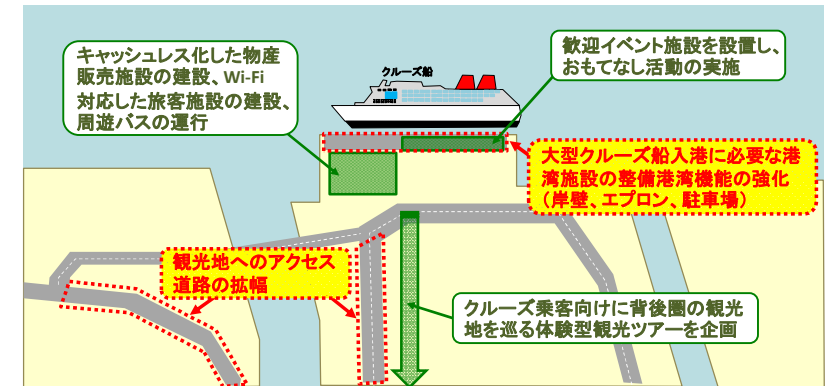 キャッシュレス化した物産
販売施設の建設、Wi-Fi
対応した旅客施設の建設、
周遊バスの運行
クルーズ船
歓迎イベント施設を設置し、
おもてなし活動の実施
大型クルーズ船入港に必要な港
湾施設の整備港湾機能の強化
（岸壁、エプロン、駐車場）
観光地へのアクセス
道路の拡幅
クルーズ乗客向けに背後圏の観光
地を巡る体験型観光ツアーを企画